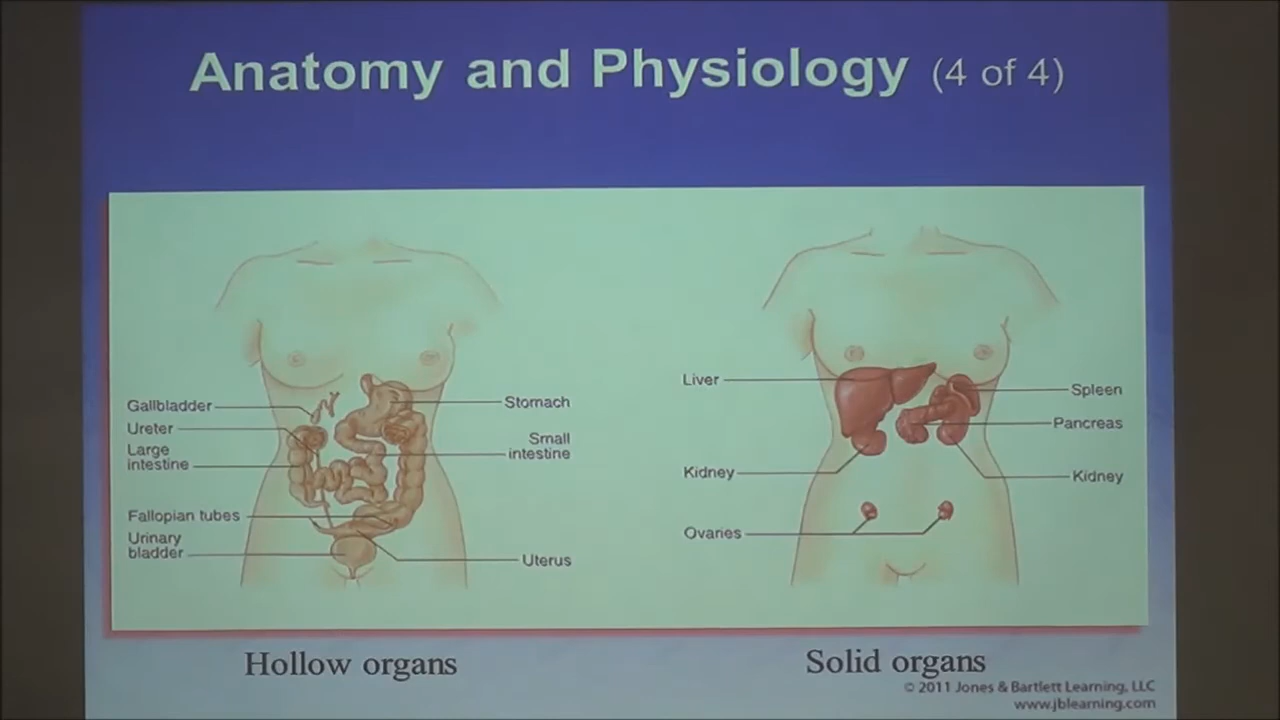 Anatomy and Physiology (4 of 4)
Gallbladder
Ureter
Large
intestine
Fallopian tubes
Urinary
bladder
Stomach
Small
intestine
Uterus
Liver
Kidney
Ovaries
Spleen
Pancreas
Kidney
Hollow organs
Solid organs
© 2011 Jones & Bartlett Learning, LLC
www.jblearning.com